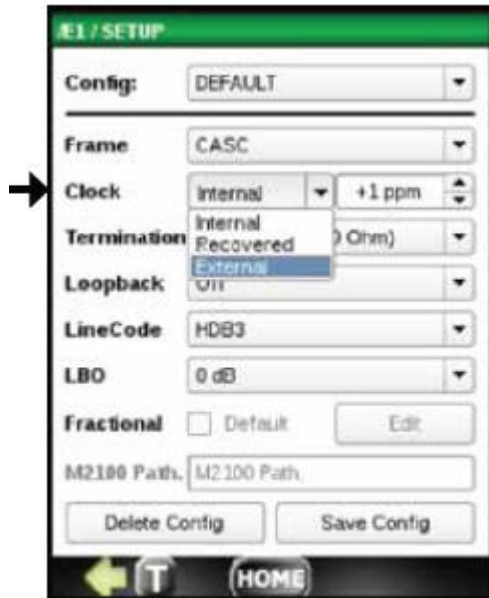 /E1 / SETUP
Config: DEFAULT
Frame CASC
Clock Internal +1 ppm
Internal
Termination Recovered Ohm)
External
Loopback Off
LineCode HDB3
LBO 0 dB
Fractional Default Edit
M2100 Path. M2100 Path.
Delete Config Save Config
T HOME